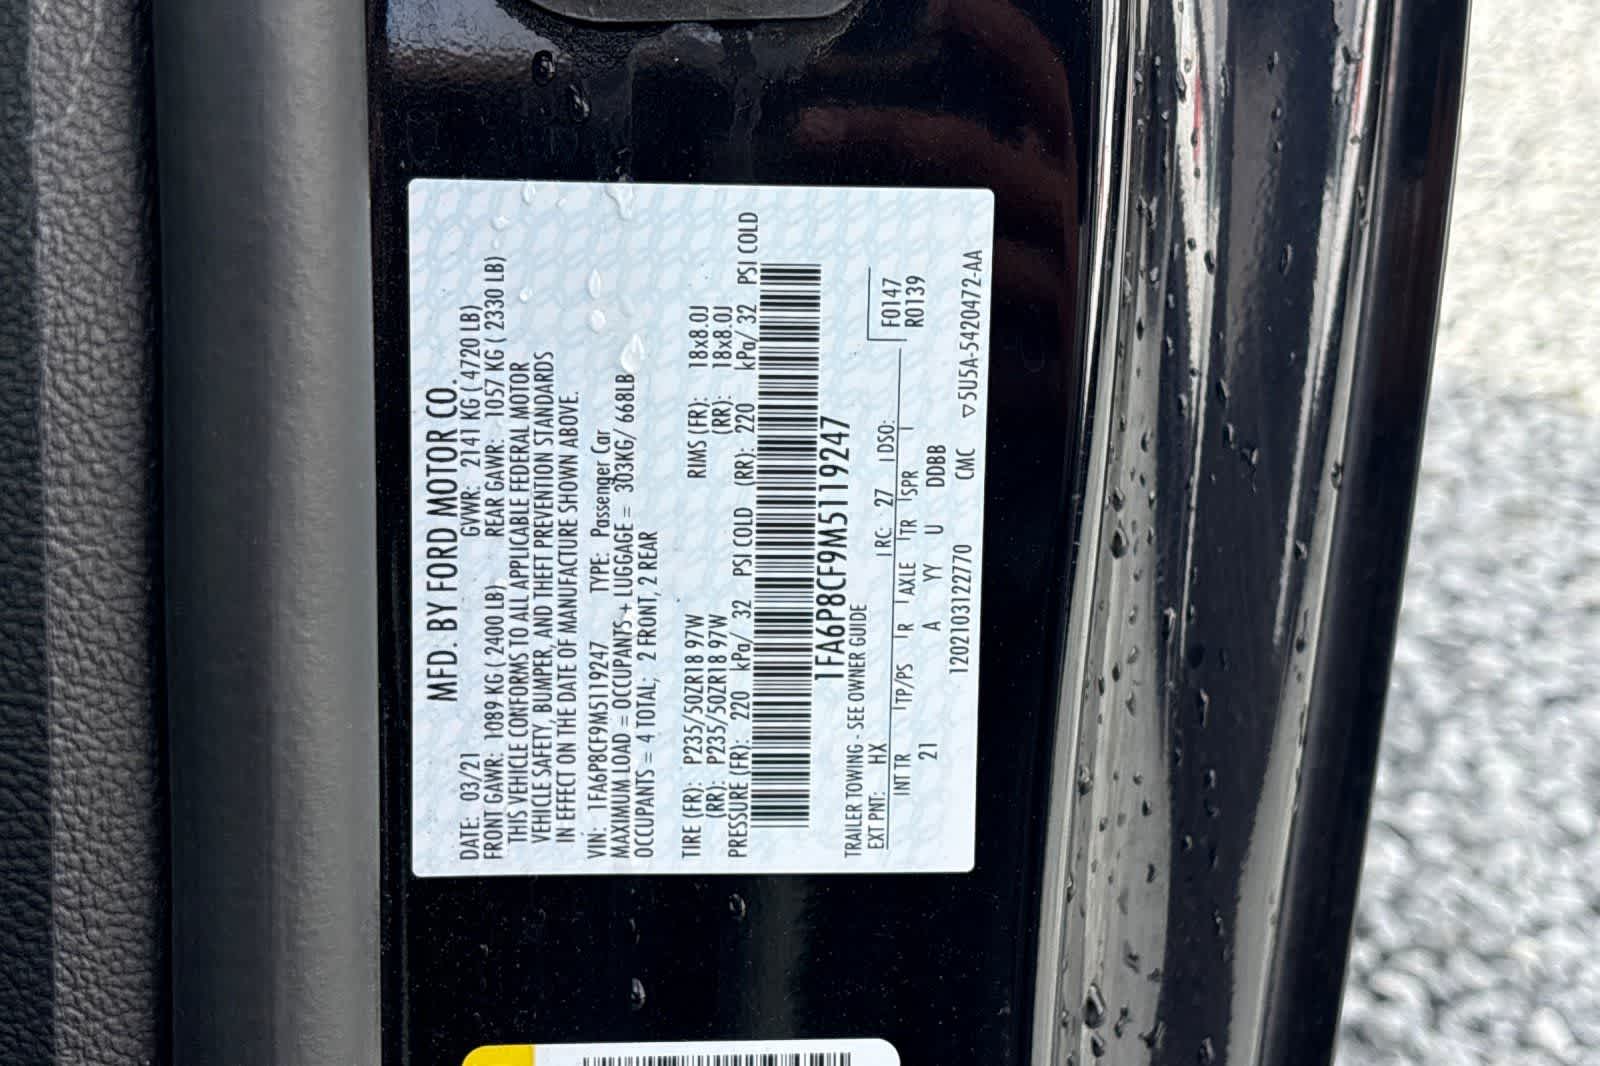 MFD. BY FORD MOTOR CO.
DATE: 03/21 GVWR: 2141 KG ( 4720 LB)
FRONT GAWR: 1089 KG ( 2400 LB) REAR GAWR: 1057 KG ( 2330 LB)
THIS VEHICLE CONFORMS TO ALL APPLICABLE FEDERAL MOTOR
VEHICLE SAFETY, BUMPER, AND THEFT PREVENTION STANDARDS
IN EFFECT ON THE DATE OF MANUFACTURE SHOWN ABOVE.
VIN: 1FA6P8CF9M5119247 TYPE: Passenger Car
MAXIMUM LOAD = OCCUPANTS + LUGGAGE = 303KG/ 668LB
OCCUPANTS = 4 TOTAL; 2 FRONT, 2 REAR
TIRE (FR): P235/50ZR18 97W RIMS (FR): 18x8.0J
(RR): P235/50ZR18 97W (RR): 18x8.0J
PRESSURE (FR): 220 kPa/ 32 PSI COLD (RR): 220 kPa/ 32 PSI COLD
1FA6P8CF9M5119247
TRAILER TOWING - SEE OWNER GUIDE
EXT PNT: HX RC: 27 DSO: F0147
INT TR TP/PS R AXLE TR SPR R0139
21 A YY U DDBB
12021031227​70 CMC ▽5U5A-5420472-AA